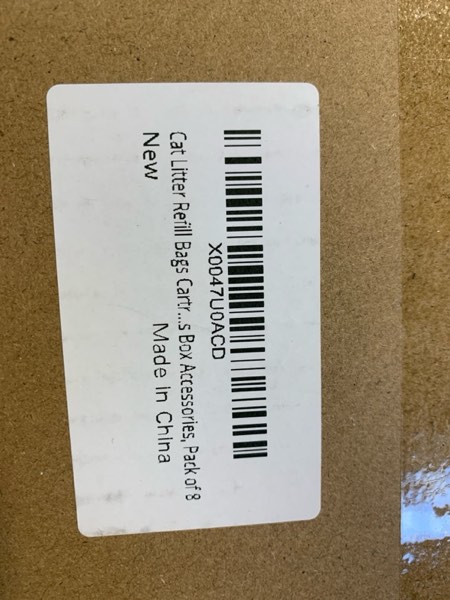 X0047U0ACD
Cat Litter Refill Bags Cartr...s Box Accessories, Pack of 8
New
Made In China